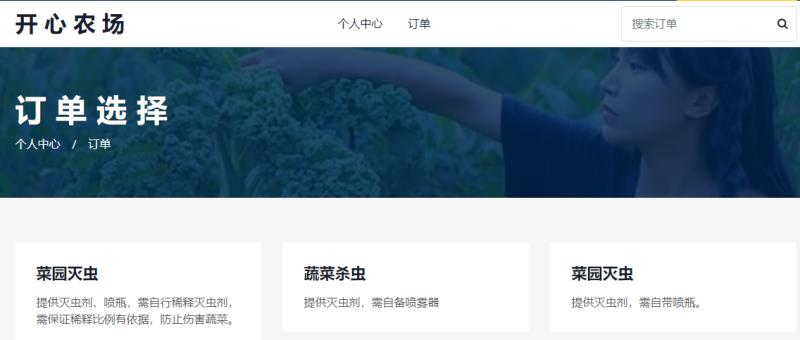 开心农场
个人中心 订单
搜索订单
订单选择
个人中心 / 订单
菜园灭虫
提供灭虫剂、喷瓶，需自行稀释灭虫剂，
需保证稀释比例有依据，防止伤害蔬菜。
蔬菜杀虫
提供灭虫剂，需自备喷雾器
菜园灭虫
提供灭虫剂，需自带喷瓶。